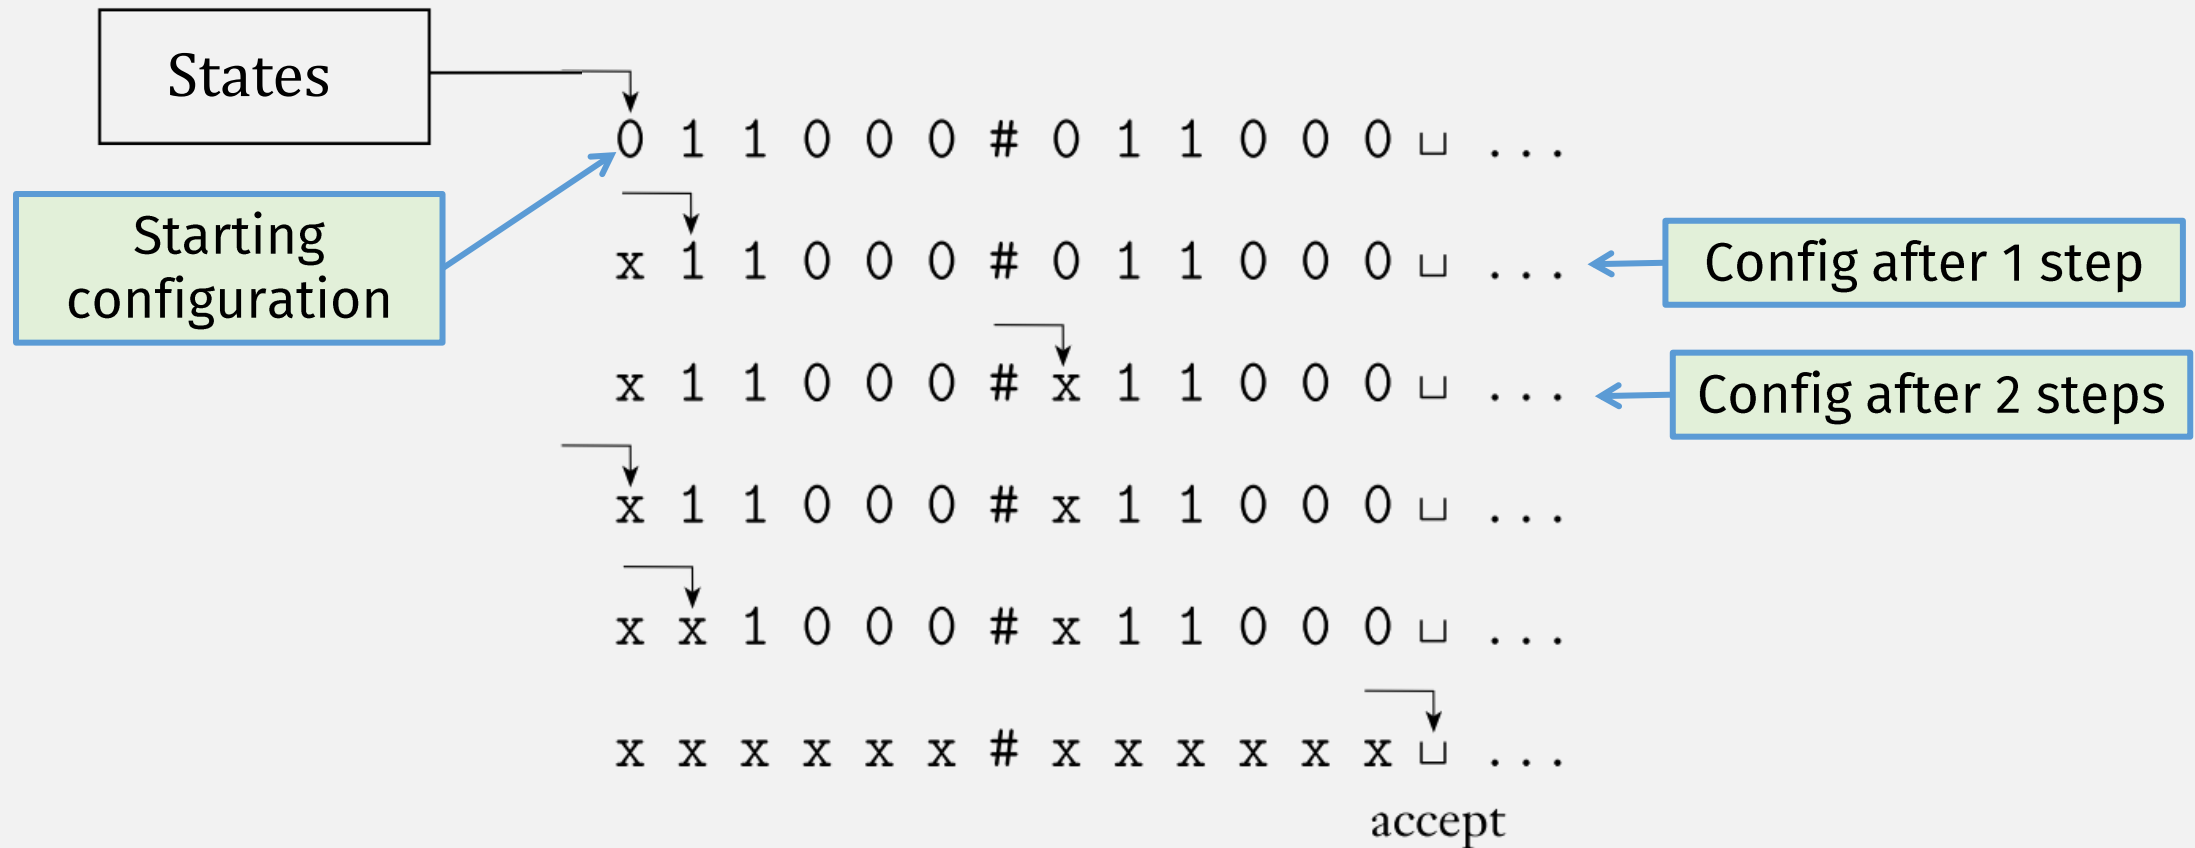 States
0 1 1 0 0 0 # 0 1 1 0 0 0 ⊔ ...
Starting
configuration
x 1 1 0 0 0 # 0 1 1 0 0 0 ⊔ ...
Config after 1 step
x 1 1 0 0 0 # x 1 1 0 0 0 ⊔ ...
Config after 2 steps
x 1 1 0 0 0 # x 1 1 0 0 0 ⊔ ...
x x 1 0 0 0 # x 1 1 0 0 0 ⊔ ...
x x x x x x # x x x x x x ⊔ ...
accept